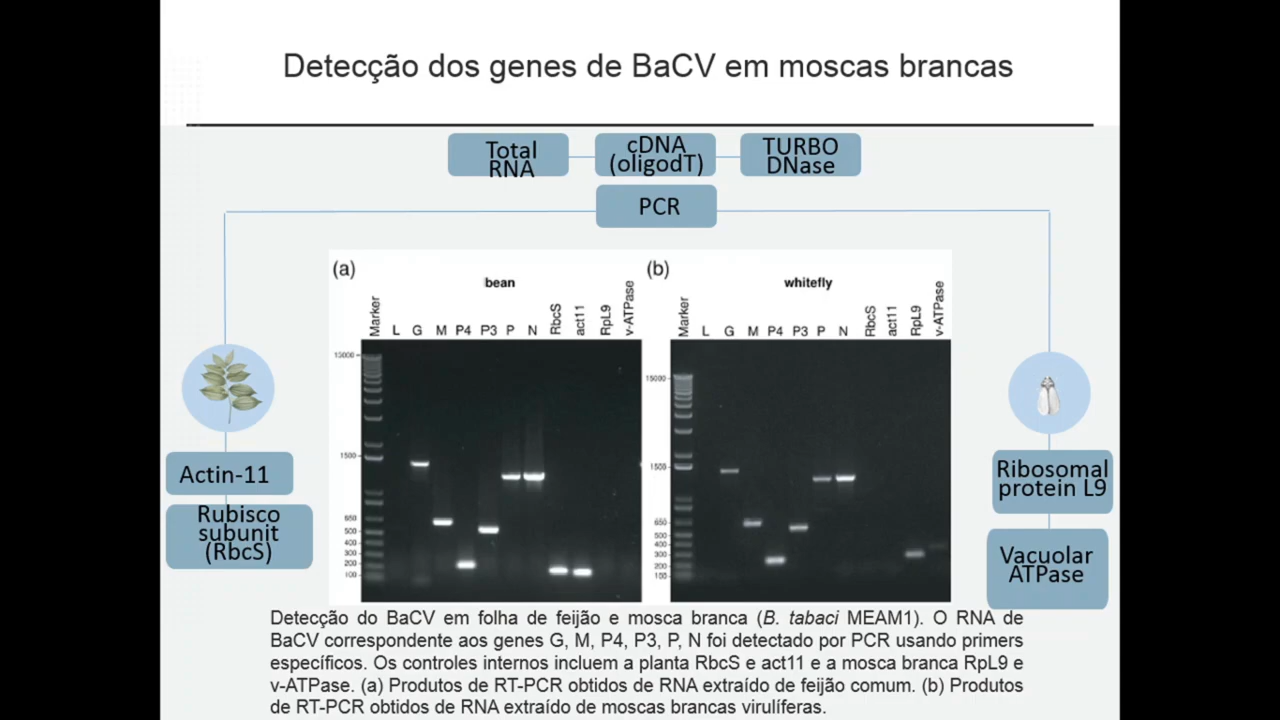 Detecção dos genes de BaCV em moscas brancas
Total
RNA
cDNA
(oligodT)
TURBO
DNase
PCR
(a)
bean
Marker
L
G
M
P4
P3
P
N
RbcS
act11
RpL9
v-ATPase
15000
1500
650
500
400
300
200
100
(b)
whitefly
Marker
L
G
M
P4
P3
P
N
RbcS
act11
RpL9
v-ATPase
15000
1500
650
500
400
300
200
100
Actin-11
Rubisco
subunit
(RbcS)
Ribosomal
protein L9
Vacuolar
ATPase
Detecção do BaCV em folha de feijão e mosca branca (B. tabaci MEAM1). O RNA de
BaCV correspondente aos genes G, M, P4, P3, P, N foi detectado por PCR usando primers
específicos. Os controles internos incluem a planta RbcS e act11 e a mosca branca RpL9 e
v-ATPase. (a) Produtos de RT-PCR obtidos de RNA extraído de feijão comum. (b) Produtos
de RT-PCR obtidos de RNA extraído de moscas brancas virulíferas.